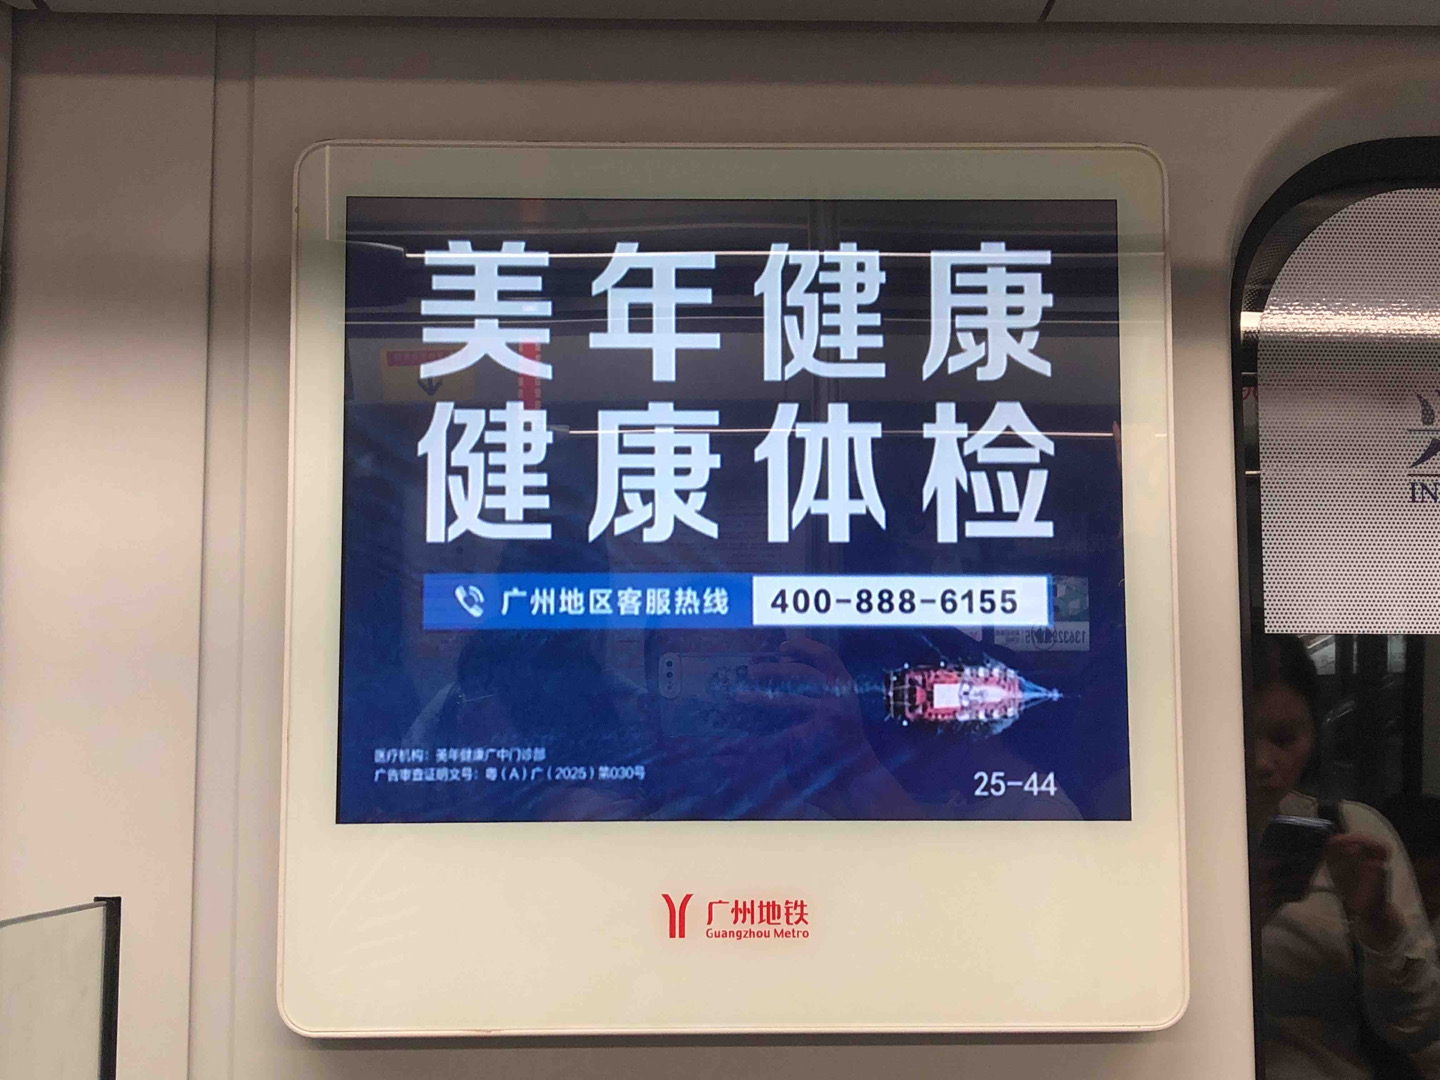 美年健康
健康体检
广州地区客服热线 400-888-6155
医疗机构：美年健康广中门诊部
广告审查证明文号：粤（A）广（2025）第030号
25-44
广州地铁
Guangzhou Metro
IN